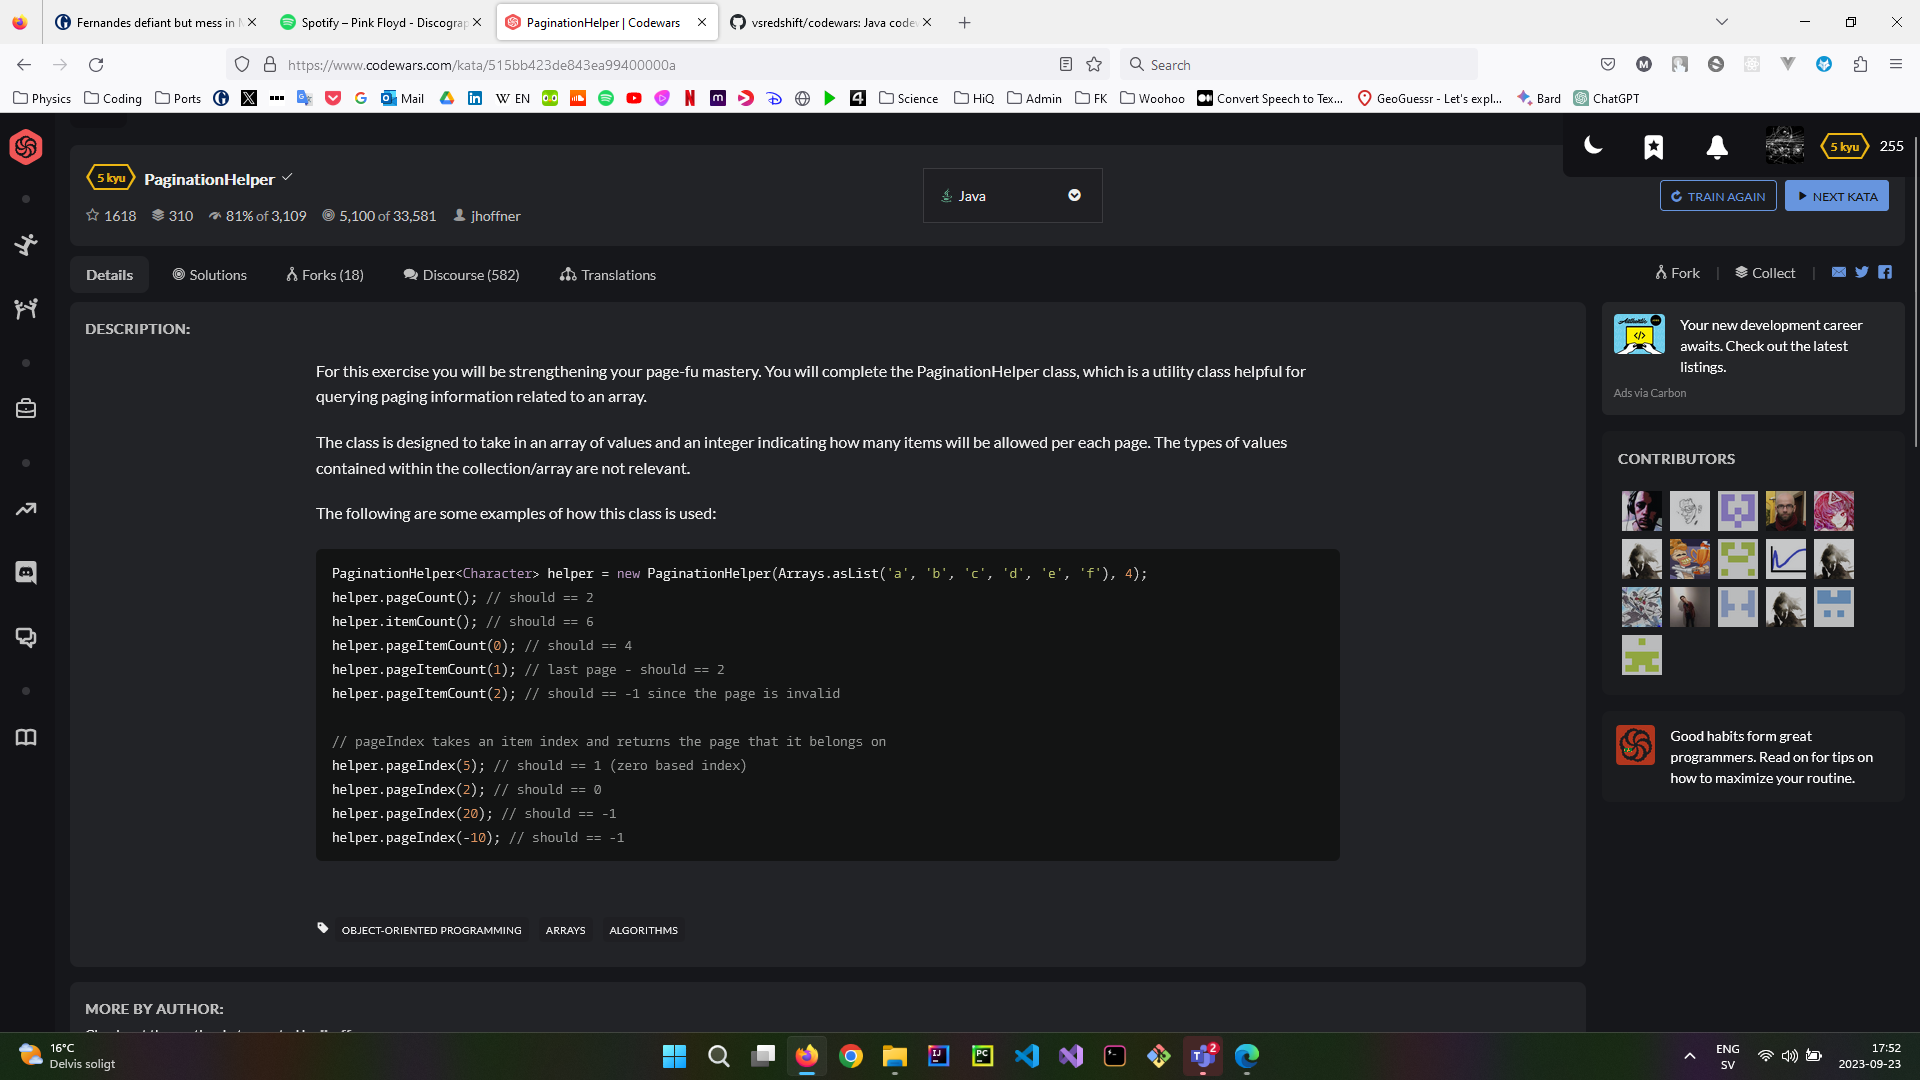 Fernandes defiant but mess in M
Spotify – Pink Floyd - Discograp
PaginationHelper | Codewars
vsredshift/codewars: Java codew
https://www.codewars.com/kata/515bb423de843ea99400000a
Search
Physics
Coding
Ports
Mail
EN
Science
HiQ
Admin
FK
Woohoo
Convert Speech to Tex...
GeoGuessr - Let's expl...
Bard
ChatGPT
5 kyu
PaginationHelper
Java
5 kyu
255
TRAIN AGAIN
NEXT KATA
1618
310
81% of 3,109
5,100 of 33,581
jhoffner
Details
Solutions
Forks (18)
Discourse (582)
Translations
Fork
Collect
DESCRIPTION:
For this exercise you will be strengthening your page-fu mastery. You will complete the PaginationHelper class, which is a utility class helpful for
querying paging information related to an array.
The class is designed to take in an array of values and an integer indicating how many items will be allowed per each page. The types of values
contained within the collection/array are not relevant.
The following are some examples of how this class is used:
PaginationHelper<Character> helper = new PaginationHelper(Arrays.asList('a', 'b', 'c', 'd', 'e', 'f'), 4);
helper.pageCount(); // should == 2
helper.itemCount(); // should == 6
helper.pageItemCount(0); // should == 4
helper.pageItemCount(1); // last page - should == 2
helper.pageItemCount(2); // should == -1 since the page is invalid
// pageIndex takes an item index and returns the page that it belongs on
helper.pageIndex(5); // should == 1 (zero based index)
helper.pageIndex(2); // should == 0
helper.pageIndex(20); // should == -1
helper.pageIndex(-10); // should == -1
OBJECT-ORIENTED PROGRAMMING
ARRAYS
ALGORITHMS
MORE BY AUTHOR:
Your new development career
awaits. Check out the latest
listings.
Ads via Carbon
CONTRIBUTORS
Good habits form great
programmers. Read on for tips on
how to maximize your routine.
16°C
Delvis soligt
2
ENG
SV
17:52
2023-09-23